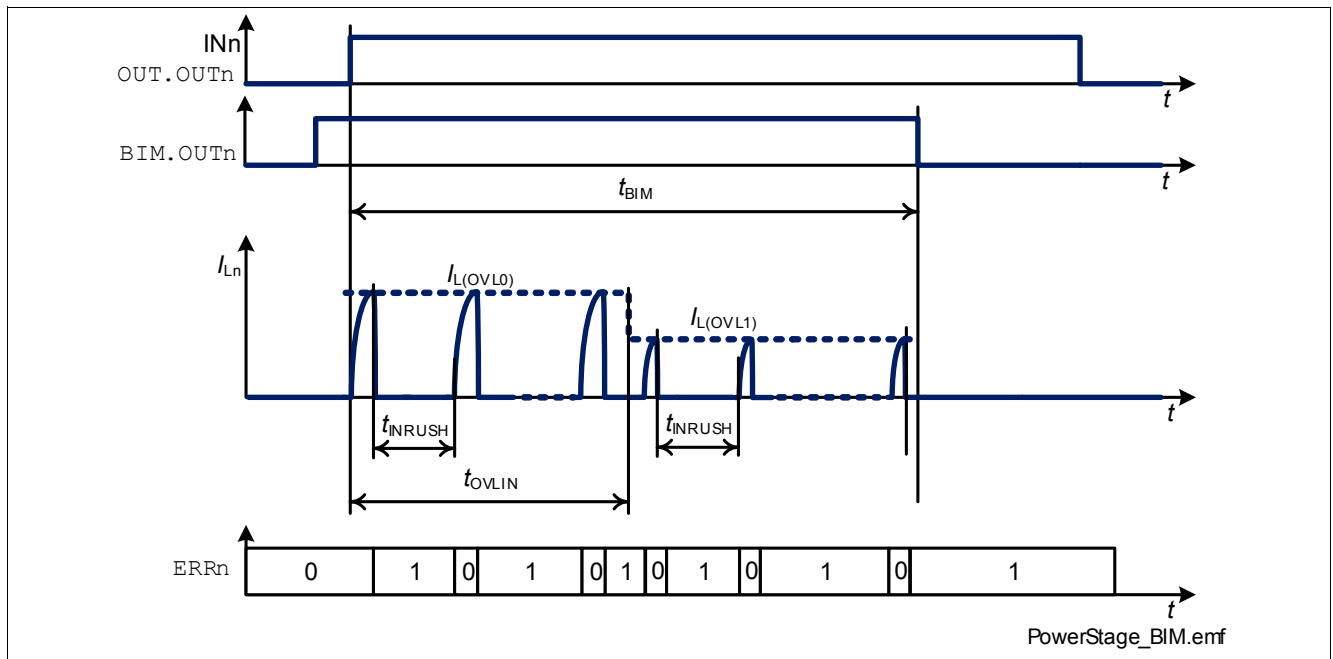 INn
OUT.OUTn
t
BIM.OUTn
t
tBIM
ILn
IL(OVL0)
IL(OVL1)
t
tINRUSH
tINRUSH
tOVLIN
ERRn
0 1 0 1 0 1 0 1 0 1 0 1
t
PowerStage_BIM.emf